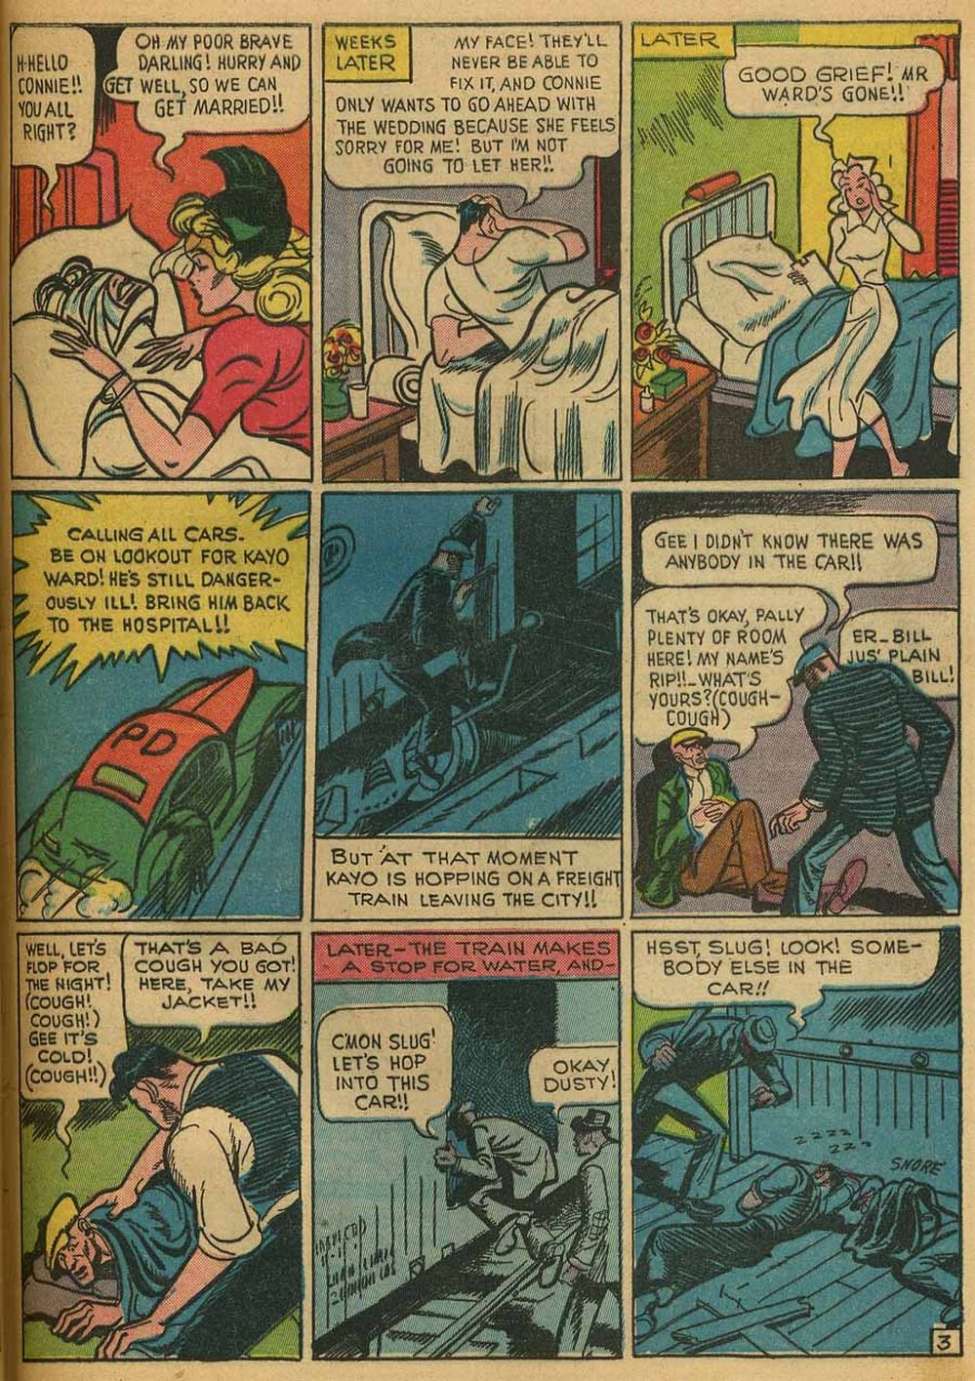 H-HELLO
CONNIE!!
YOU ALL
RIGHT?
OH MY POOR BRAVE
DARLING! HURRY AND
GET WELL, SO WE CAN
GET MARRIED!!
WEEKS
LATER
MY FACE! THEY'LL
NEVER BE ABLE TO
FIX IT, AND CONNIE
ONLY WANTS TO GO AHEAD WITH
THE WEDDING BECAUSE SHE FEELS
SORRY FOR ME! BUT I'M NOT
GOING TO LET HER!!
LATER
GOOD GRIEF! MR
WARD'S GONE!!
CALLING ALL CARS-
BE ON LOOKOUT FOR KAYO
WARD! HE'S STILL DANGER-
OUSLY ILL! BRING HIM BACK
TO THE HOSPITAL!!
PD
BUT AT THAT MOMENT
KAYO IS HOPPING ON A FREIGHT
TRAIN LEAVING THE CITY!!
GEE I DIDN'T KNOW THERE WAS
ANYBODY IN THE CAR!!
THAT'S OKAY, PALLY
PLENTY OF ROOM
HERE! MY NAME'S
RIP!!-WHAT'S
YOURS? (COUGH-
COUGH)
ER-BILL
JUS' PLAIN
BILL!
WELL, LET'S
FLOP FOR
THE NIGHT!
(COUGH!
COUGH!)
GEE IT'S
COLD!
(COUGH!!)
THAT'S A BAD
COUGH YOU GOT!
HERE, TAKE MY
JACKET!!
LATER-THE TRAIN MAKES
A STOP FOR WATER, AND-
C'MON SLUG!
LET'S HOP
INTO THIS
CAR!!
OKAY,
DUSTY!
HSST, SLUG! LOOK! SOME-
BODY ELSE IN THE
CAR!!
ZZZZ
ZZZ
SNORE
3